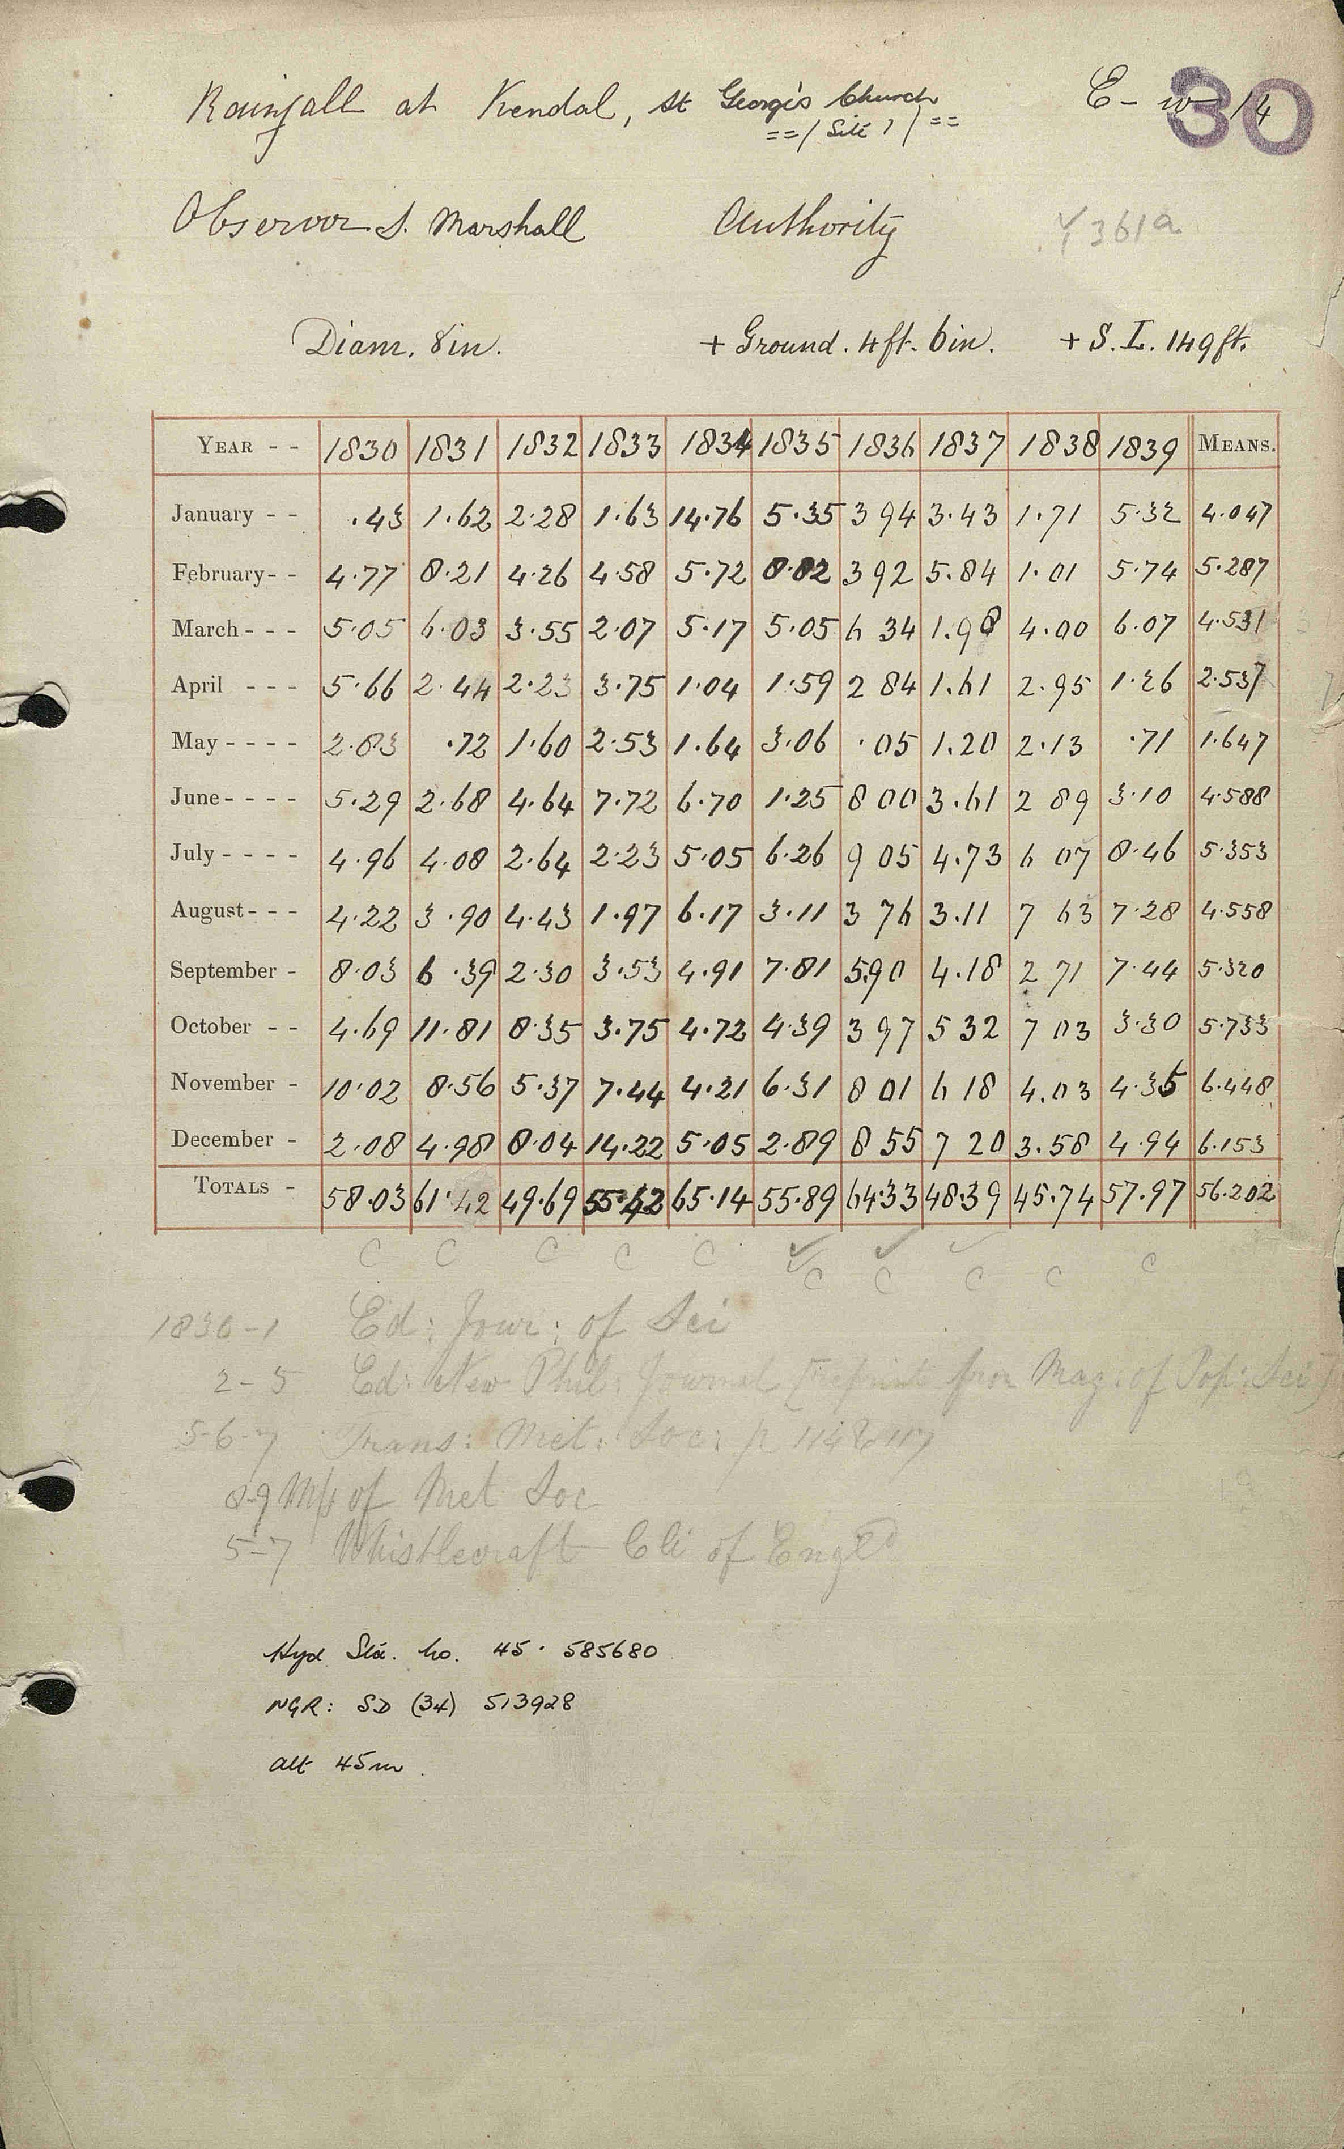 Rainfall at Kendal, St George's Church
==/ Site 1 /==
E - w /4
30
Observer S. Marshall Authority Y 361a
Diam. 8in. + Ground. 4ft. 6in. + S.L. 149ft.
YEAR - - 1830 1831 1832 1833 1834 1835 1836 1837 1838 1839 MEANS.
January - - .43 1.62 2.28 1.63 14.76 5.35 3 94 3.43 1.71 5.32 4.047
February - - 4.77 8.21 4.26 4.58 5.72 8.82 3 92 5.84 1.01 5.74 5.287
March - - - 5.05 6.03 3.55 2.07 5.17 5.05 6 34 1.98 4.00 6.07 4.531
April - - - 5.66 2.44 2.23 3.75 1.04 1.59 2 84 1.61 2.95 1.26 2.537
May - - - - 2.83 .72 1.60 2.53 1.64 3.06 .05 1.20 2.13 .71 1.647
June - - - - 5.29 2.68 4.64 7.72 6.70 1.25 8 00 3.61 2 89 3.10 4.588
July - - - - 4.96 4.08 2.64 2.23 5.05 6.26 9 05 4.73 6 07 8.46 5.353
August - - - 4.22 3.90 4.43 1.97 6.17 3.11 3 76 3.11 7 63 7.28 4.558
September - 8.03 6.39 2.30 3.53 4.91 7.81 5.90 4.18 2 71 7.44 5.320
October - - 4.69 11.81 8.35 3.75 4.72 4.39 3 97 5 32 7 03 3.30 5.733
November - 10.02 8.56 5.37 7.44 4.21 6.31 8 01 6 18 4.03 4.35 6.448
December - 2.08 4.98 8.04 14.22 5.05 2.89 8 55 7 20 3.58 4.94 6.153
TOTALS - 58.03 61.42 49.69 55.42 65.14 55.89 64.33 48.39 45.74 57.97 56.202
C C C C C C C C C C
1830-1 Ed: Jour: of Sci
2-5 Ed: New Phil: Journal [reprint from Mag: of Pop: Sci]
5-6-7 Trans: Met: Soc: p 114 & 117
8-9 M/s of Met Soc
5-7 Whistlecraft Cli of Engld
Hyd Sta. no. 45. 585680
NGR: SD (34) 513928
alt 45m.